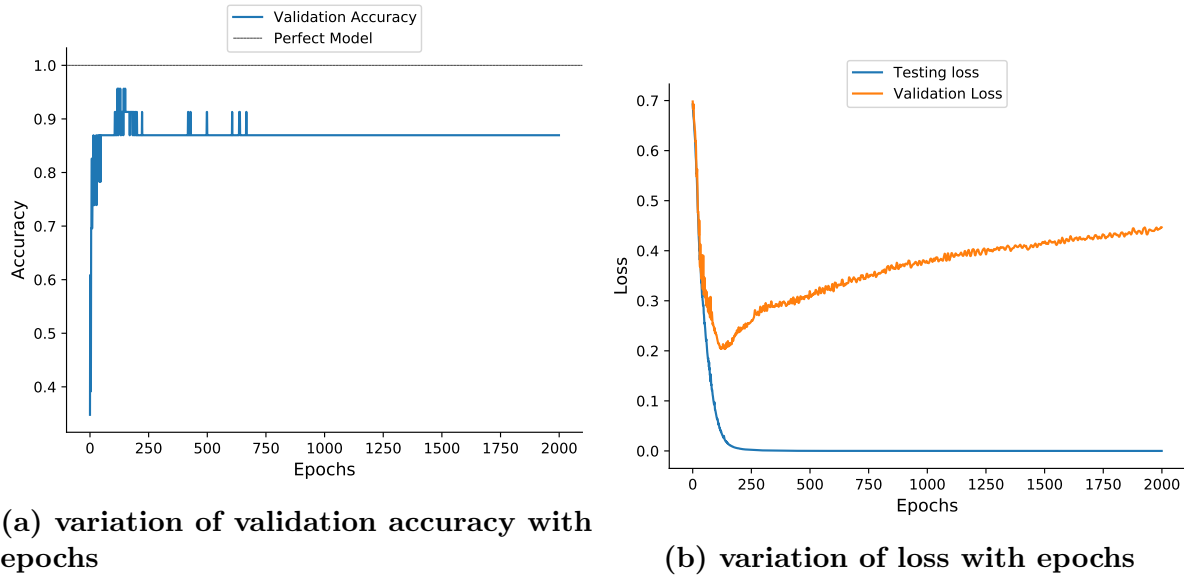 Validation Accuracy
Perfect Model
1.0
0.9
0.8
0.7
0.6
0.5
0.4
Accuracy
0 250 500 750 1000 1250 1500 1750 2000
Epochs
(a) variation of validation accuracy with
epochs
Testing loss
Validation Loss
0.7
0.6
0.5
0.4
0.3
0.2
0.1
0.0
Loss
0 250 500 750 1000 1250 1500 1750 2000
Epochs
(b) variation of loss with epochs